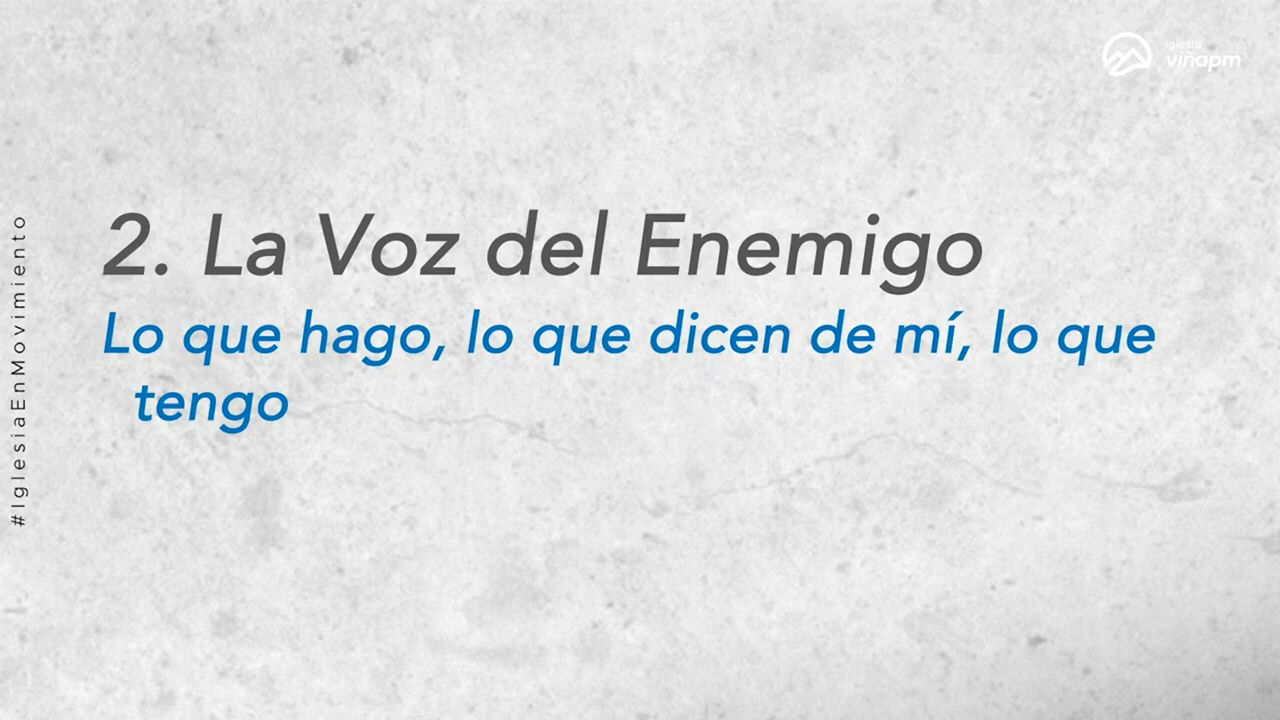 iglesia
viñapm
2. La Voz del Enemigo
Lo que hago, lo que dicen de mí, lo que
tengo
#IglesiaEnMovimiento